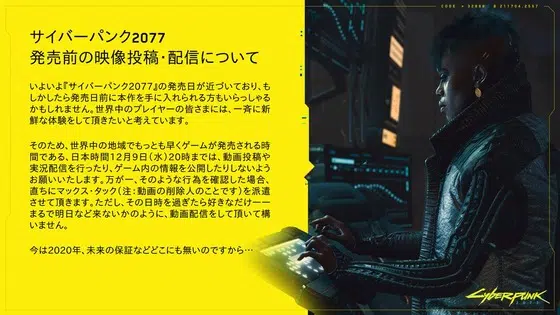 サイバーパンク2077
発売前の映像投稿・配信について
いよいよ『サイバーパンク2077』の発売日が近づいており、も
しかしたら発売日前に本作を手に入れられる方もいらっしゃる
かもしれません。世界中のプレイヤーの皆さまには、一斉に新
鮮な体験をして頂きたいと考えています。
そのため、世界中の地域でもっとも早くゲームが発売される時
間である、日本時間12月9日(水)20時までは、動画投稿や
実況配信を行ったり、ゲーム内の情報を公開したりしないよう
お願いいたします。万が一、そのような行為を確認した場合、
直ちにマックス・タック(注:動画の削除人のことです)を派遣
させて頂きます。ただし、その日時を過ぎたら好きなだけ——
まるで明日など来ないかのように、動画配信をして頂いて構
いません。
今は2020年、未来の保証などどこにも無いのですから…
CYBERPUNK